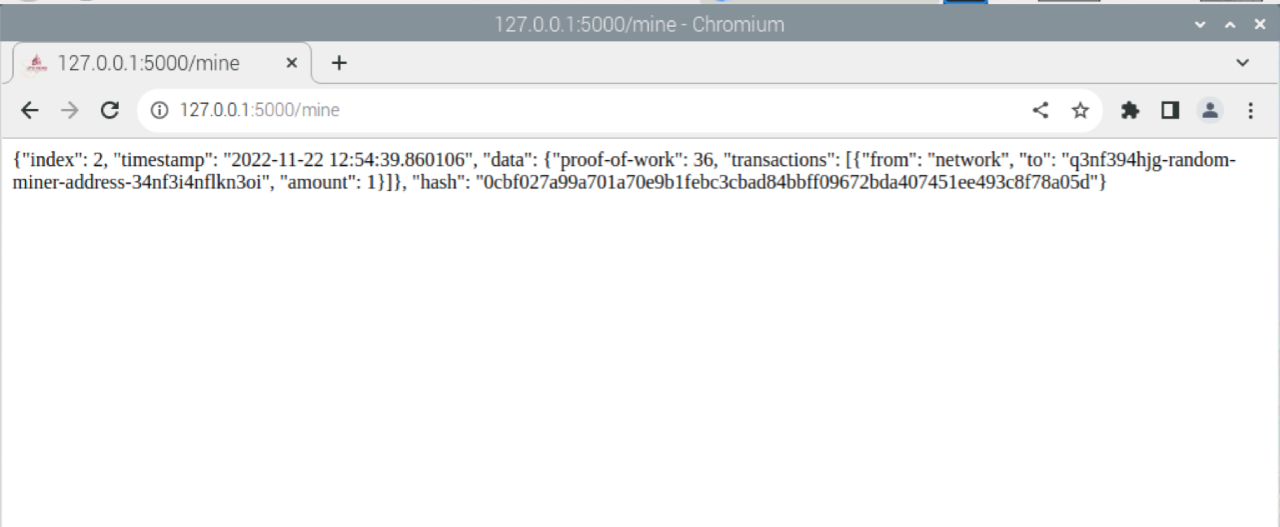 127.0.0.1:5000/mine - Chromium
127.0.0.1:5000/mine
127.0.0.1:5000/mine
{"index": 2, "timestamp": "2022-11-22 12:54:39.860106", "data": {"proof-of-work": 36, "transactions": [{"from": "network", "to": "q3nf394hjg-random-
miner-address-34nf3i4nflkn3oi", "amount": 1}]}, "hash": "0cbf027a99a701a70e9b1febc3cbad84bbff09672bda407451ee493c8f78a05d"}